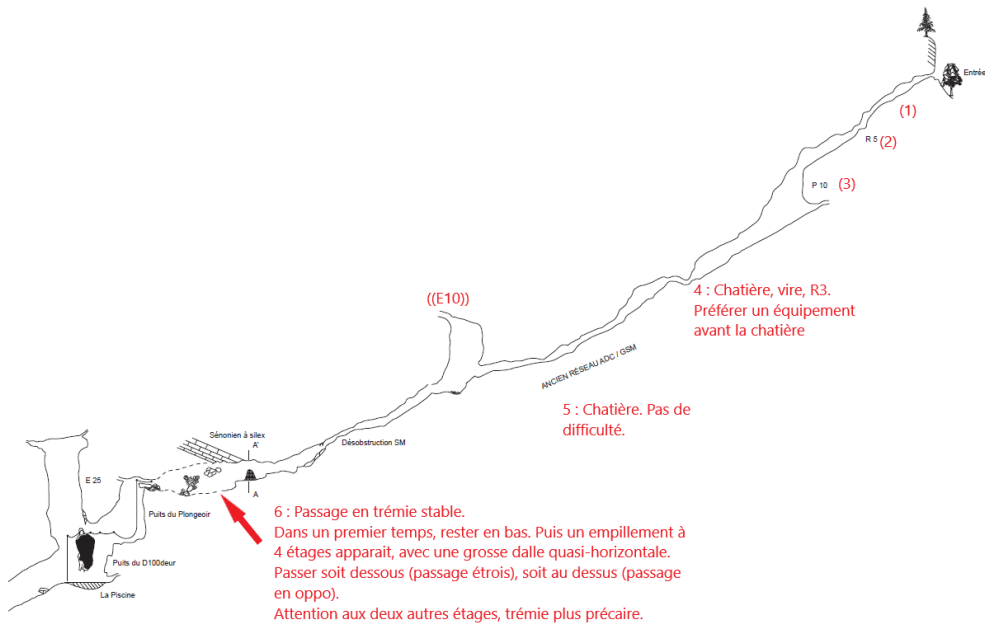 Entrée
(1)
R 5 (2)
P 10 (3)
4 : Chatière, vire, R3.
Préférer un équipement
avant la chatière
((E10))
ANCIEN RÉSEAU ADC / GSM
5 : Chatière. Pas de
difficulté.
Sénonien à silex
A'
Désobstruction SM
E 25
A
Puits du Plongeoir
6 : Passage en trémie stable.
Dans un premier temps, rester en bas. Puis un empillement à
4 étages apparait, avec une grosse dalle quasi-horizontale.
Passer soit dessous (passage étrois), soit au dessus (passage
en oppo).
Attention aux deux autres étages, trémie plus précaire.
Puits du D100deur
La Piscine